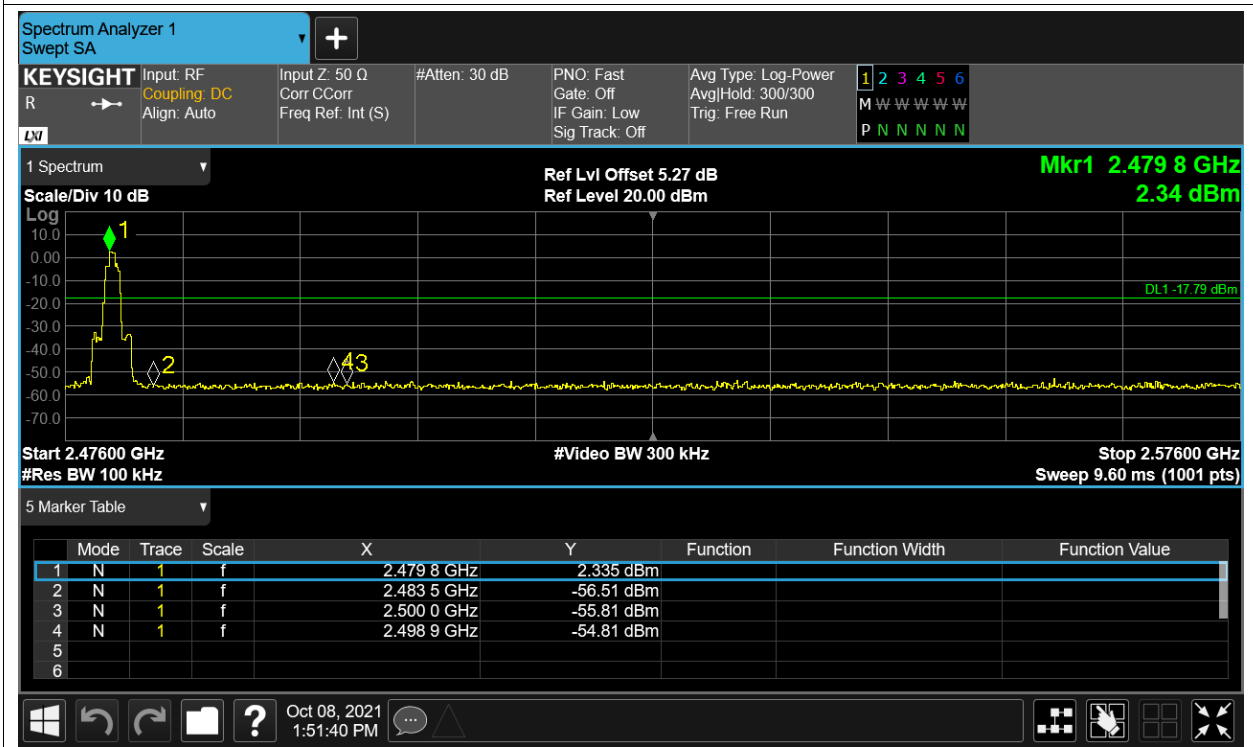 Spectrum Analyzer 1
Swept SA
+
KEYSIGHT Input: RF Input Z: 50 Ω #Atten: 30 dB PNO: Fast Avg Type: Log-Power 1 2 3 4 5 6
R Coupling: DC Corr CCorr Gate: Off Avg|Hold: 300/300 M W W W W W
Align: Auto Freq Ref: Int (S) IF Gain: Low Trig: Free Run
LXI Sig Track: Off P N N N N N
1 Spectrum Ref Lvl Offset 5.27 dB Mkr1 2.479 8 GHz
Scale/Div 10 dB Ref Level 20.00 dBm 2.34 dBm
Log
10.0
1
0.00
-10.0
DL1 -17.79 dBm
-20.0
-30.0
-40.0
2 43
-50.0
-60.0
-70.0
Start 2.47600 GHz #Video BW 300 kHz Stop 2.57600 GHz
#Res BW 100 kHz Sweep 9.60 ms (1001 pts)
5 Marker Table
Mode Trace Scale X Y Function Function Width Function Value
1 N 1 f 2.479 8 GHz 2.335 dBm
2 N 1 f 2.483 5 GHz -56.51 dBm
3 N 1 f 2.500 0 GHz -55.81 dBm
4 N 1 f 2.498 9 GHz -54.81 dBm
5
6
? Oct 08, 2021
1:51:40 PM